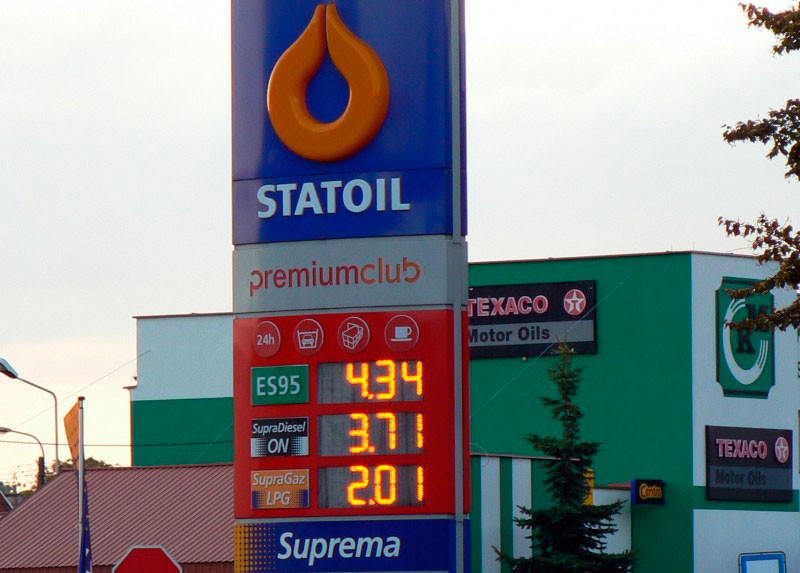 STATOIL
premiumclub
24h
ES95 4.34
SupraDiesel
ON
3.71
SupraGaz
LPG
2.01
Suprema
TEXACO
Motor Oils
MK
TEXACO
Motor Oils